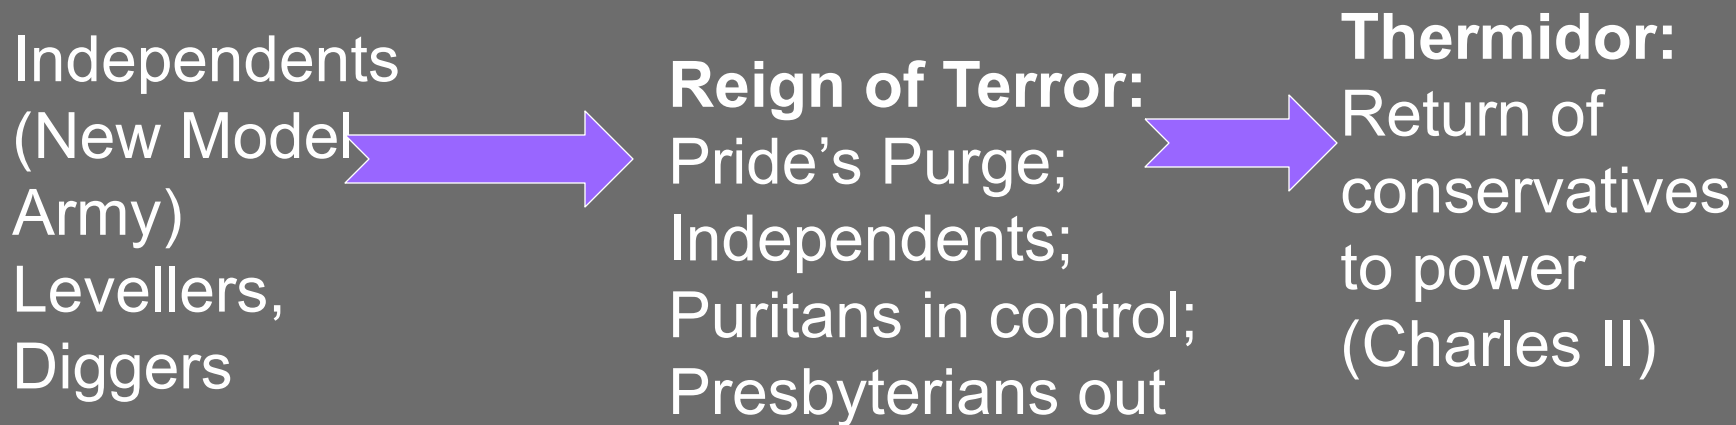 Independents
(New Model
Army)
Levellers,
Diggers
Reign of Terror:
Pride’s Purge;
Independents;
Puritans in control;
Presbyterians out
Thermidor:
Return of
conservatives
to power
(Charles II)